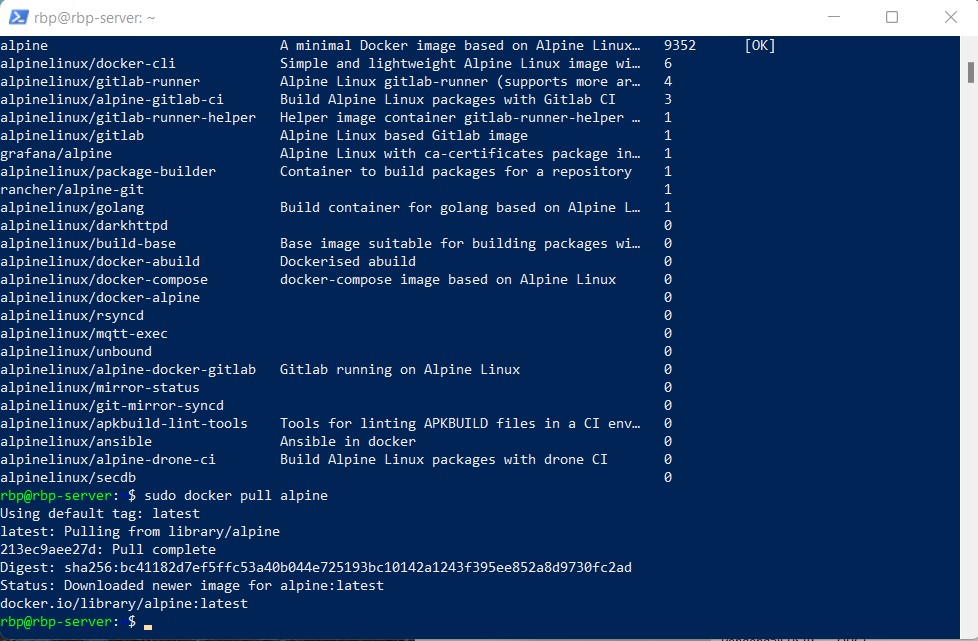 rbp@rbp-server: ~
alpine A minimal Docker image based on Alpine Linux… 9352 [OK]
alpinelinux/docker-cli Simple and lightweight Alpine Linux image wi… 6
alpinelinux/gitlab-runner Alpine Linux gitlab-runner (supports more ar… 4
alpinelinux/alpine-gitlab-ci Build Alpine Linux packages with Gitlab CI 3
alpinelinux/gitlab-runner-helper Helper image container gitlab-runner-helper … 1
alpinelinux/gitlab Alpine Linux based Gitlab image 1
grafana/alpine Alpine Linux with ca-certificates package in… 1
alpinelinux/package-builder Container to build packages for a repository 1
rancher/alpine-git 1
alpinelinux/golang Build container for golang based on Alpine L… 1
alpinelinux/darkhttpd 0
alpinelinux/build-base Base image suitable for building packages wi… 0
alpinelinux/docker-abuild Dockerised abuild 0
alpinelinux/docker-compose docker-compose image based on Alpine Linux 0
alpinelinux/docker-alpine 0
alpinelinux/rsyncd 0
alpinelinux/mqtt-exec 0
alpinelinux/unbound 0
alpinelinux/alpine-docker-gitlab Gitlab running on Alpine Linux 0
alpinelinux/mirror-status 0
alpinelinux/git-mirror-syncd 0
alpinelinux/apkbuild-lint-tools Tools for linting APKBUILD files in a CI env… 0
alpinelinux/ansible Ansible in docker 0
alpinelinux/alpine-drone-ci Build Alpine Linux packages with drone CI 0
alpinelinux/secdb 0
rbp@rbp-server: $ sudo docker pull alpine
Using default tag: latest
latest: Pulling from library/alpine
213ec9aee27d: Pull complete
Digest: sha256:bc41182d7ef5ffc53a40b044e725193bc10142a1243f395ee852a8d9730fc2ad
Status: Downloaded newer image for alpine:latest
docker.io/library/alpine:latest
rbp@rbp-server: $